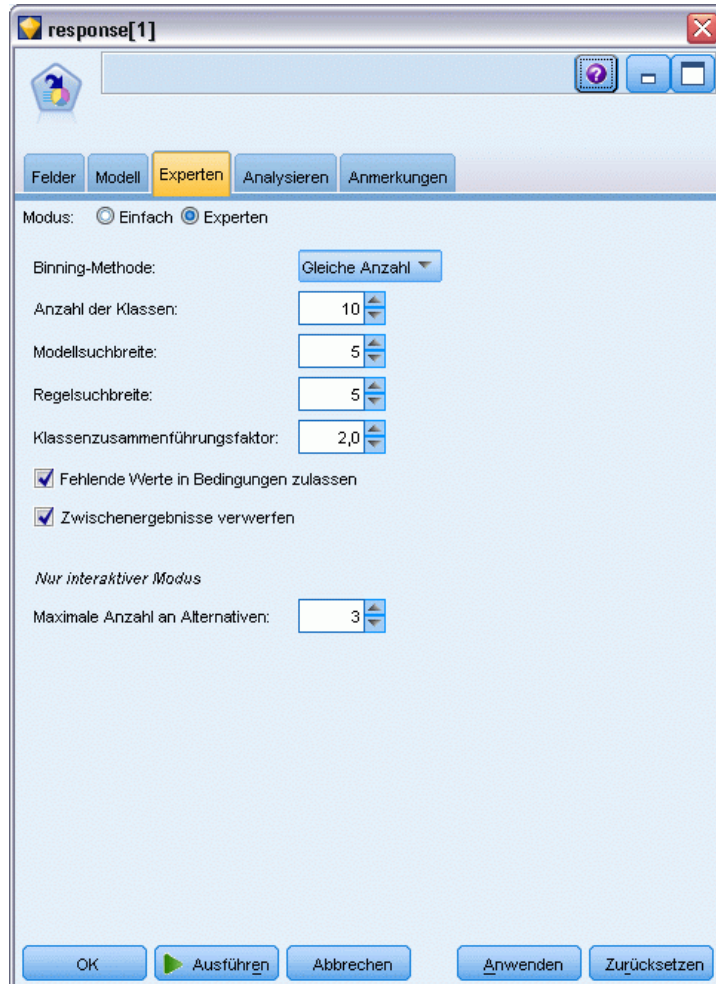 response[1]
?
Felder Modell Experten Analysieren Anmerkungen
Modus: Einfach Experten
Binning-Methode: Gleiche Anzahl
Anzahl der Klassen: 10
Modellsuchbreite: 5
Regelsuchbreite: 5
Klassenzusammenführungsfaktor: 2,0
Fehlende Werte in Bedingungen zulassen
Zwischenergebnisse verwerfen
Nur interaktiver Modus
Maximale Anzahl an Alternativen: 3
OK Ausführen Abbrechen Anwenden Zurücksetzen